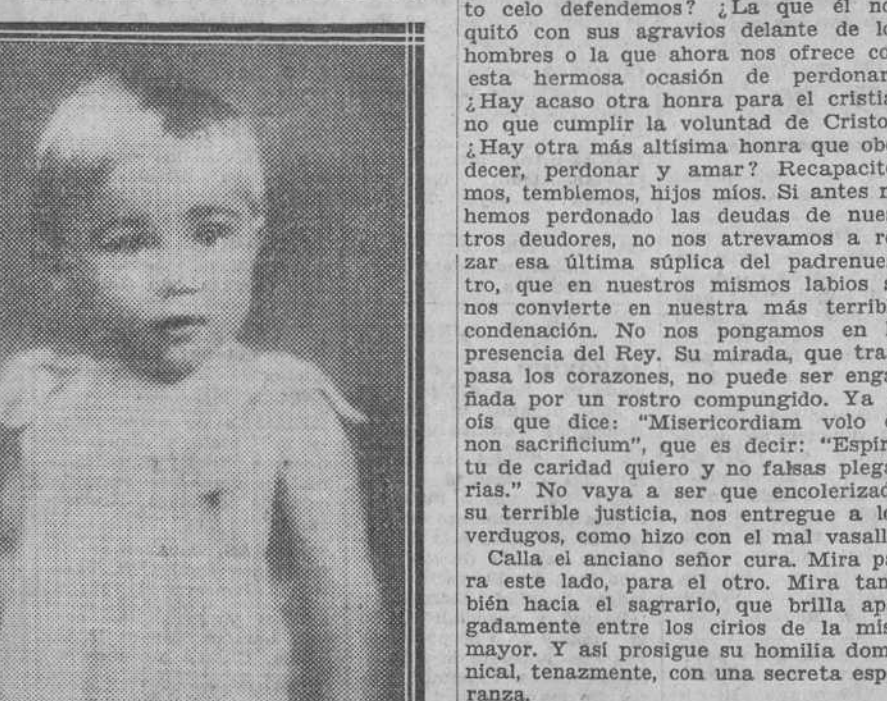 to celo defendemos? ¿La que él no
quitó con sus agravios delante de lo
hombres o la que ahora nos ofrece co
esta hermosa ocasión de perdonar
¿Hay acaso otra honra para el cristia
no que cumplir la voluntad de Cristo
¿Hay otra más altísima honra que obe
decer, perdonar y amar? Recapacite
mos, temblemos, hijos míos. Si antes n
hemos perdonado las deudas de nues
tros deudores, no nos atrevamos a re
zar esa última súplica del padrenues
tro, que en nuestros mismos labios s
nos convierte en nuestra más terrib
condenación. No nos pongamos en
presencia del Rey. Su mirada, que tras
pasa los corazones, no puede ser enga
ñada por un rostro compungido. Ya
oís que dice: "Misericordiam volo e
non sacrificium", que es decir: "Espíri
tu de caridad quiero y no falsas plega
rias." No vaya a ser que encolerizad
su terrible justicia, nos entregue a lo
verdugos, como hizo con el mal vasall
Calla el anciano señor cura. Mira pa
ra este lado, para el otro. Mira tam
bién hacia el sagrario, que brilla apa
gadamente entre los cirios de la mis
mayor. Y así prosigue su homilia domi
nical, tenazmente, con una secreta espe
ranza.